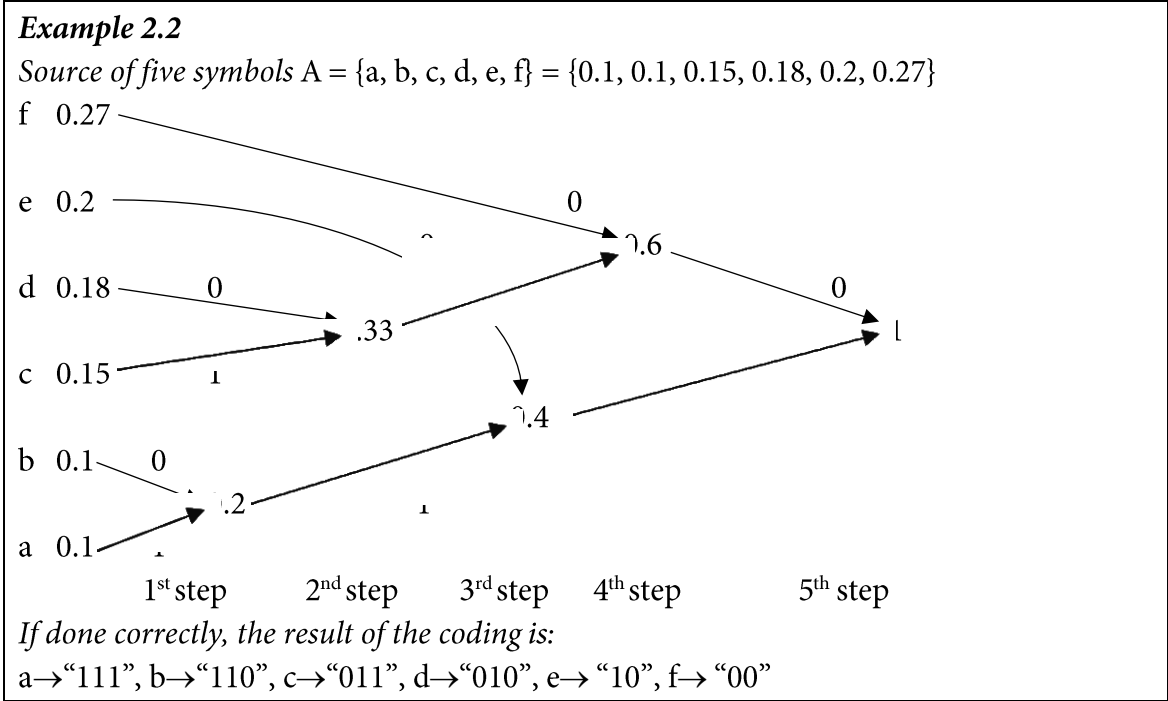 Example 2.2
Source of five symbols A = {a, b, c, d, e, f} = {0.1, 0.1, 0.15, 0.18, 0.2, 0.27}
f 0.27
e 0.2 0
.6
d 0.18 0 0
.33
c 0.15
.4
b 0.1 0
.2
a 0.1
1st step 2nd step 3rd step 4th step 5th step
If done correctly, the result of the coding is:
a→“111”, b→“110”, c→“011”, d→“010”, e→ “10”, f→ “00”